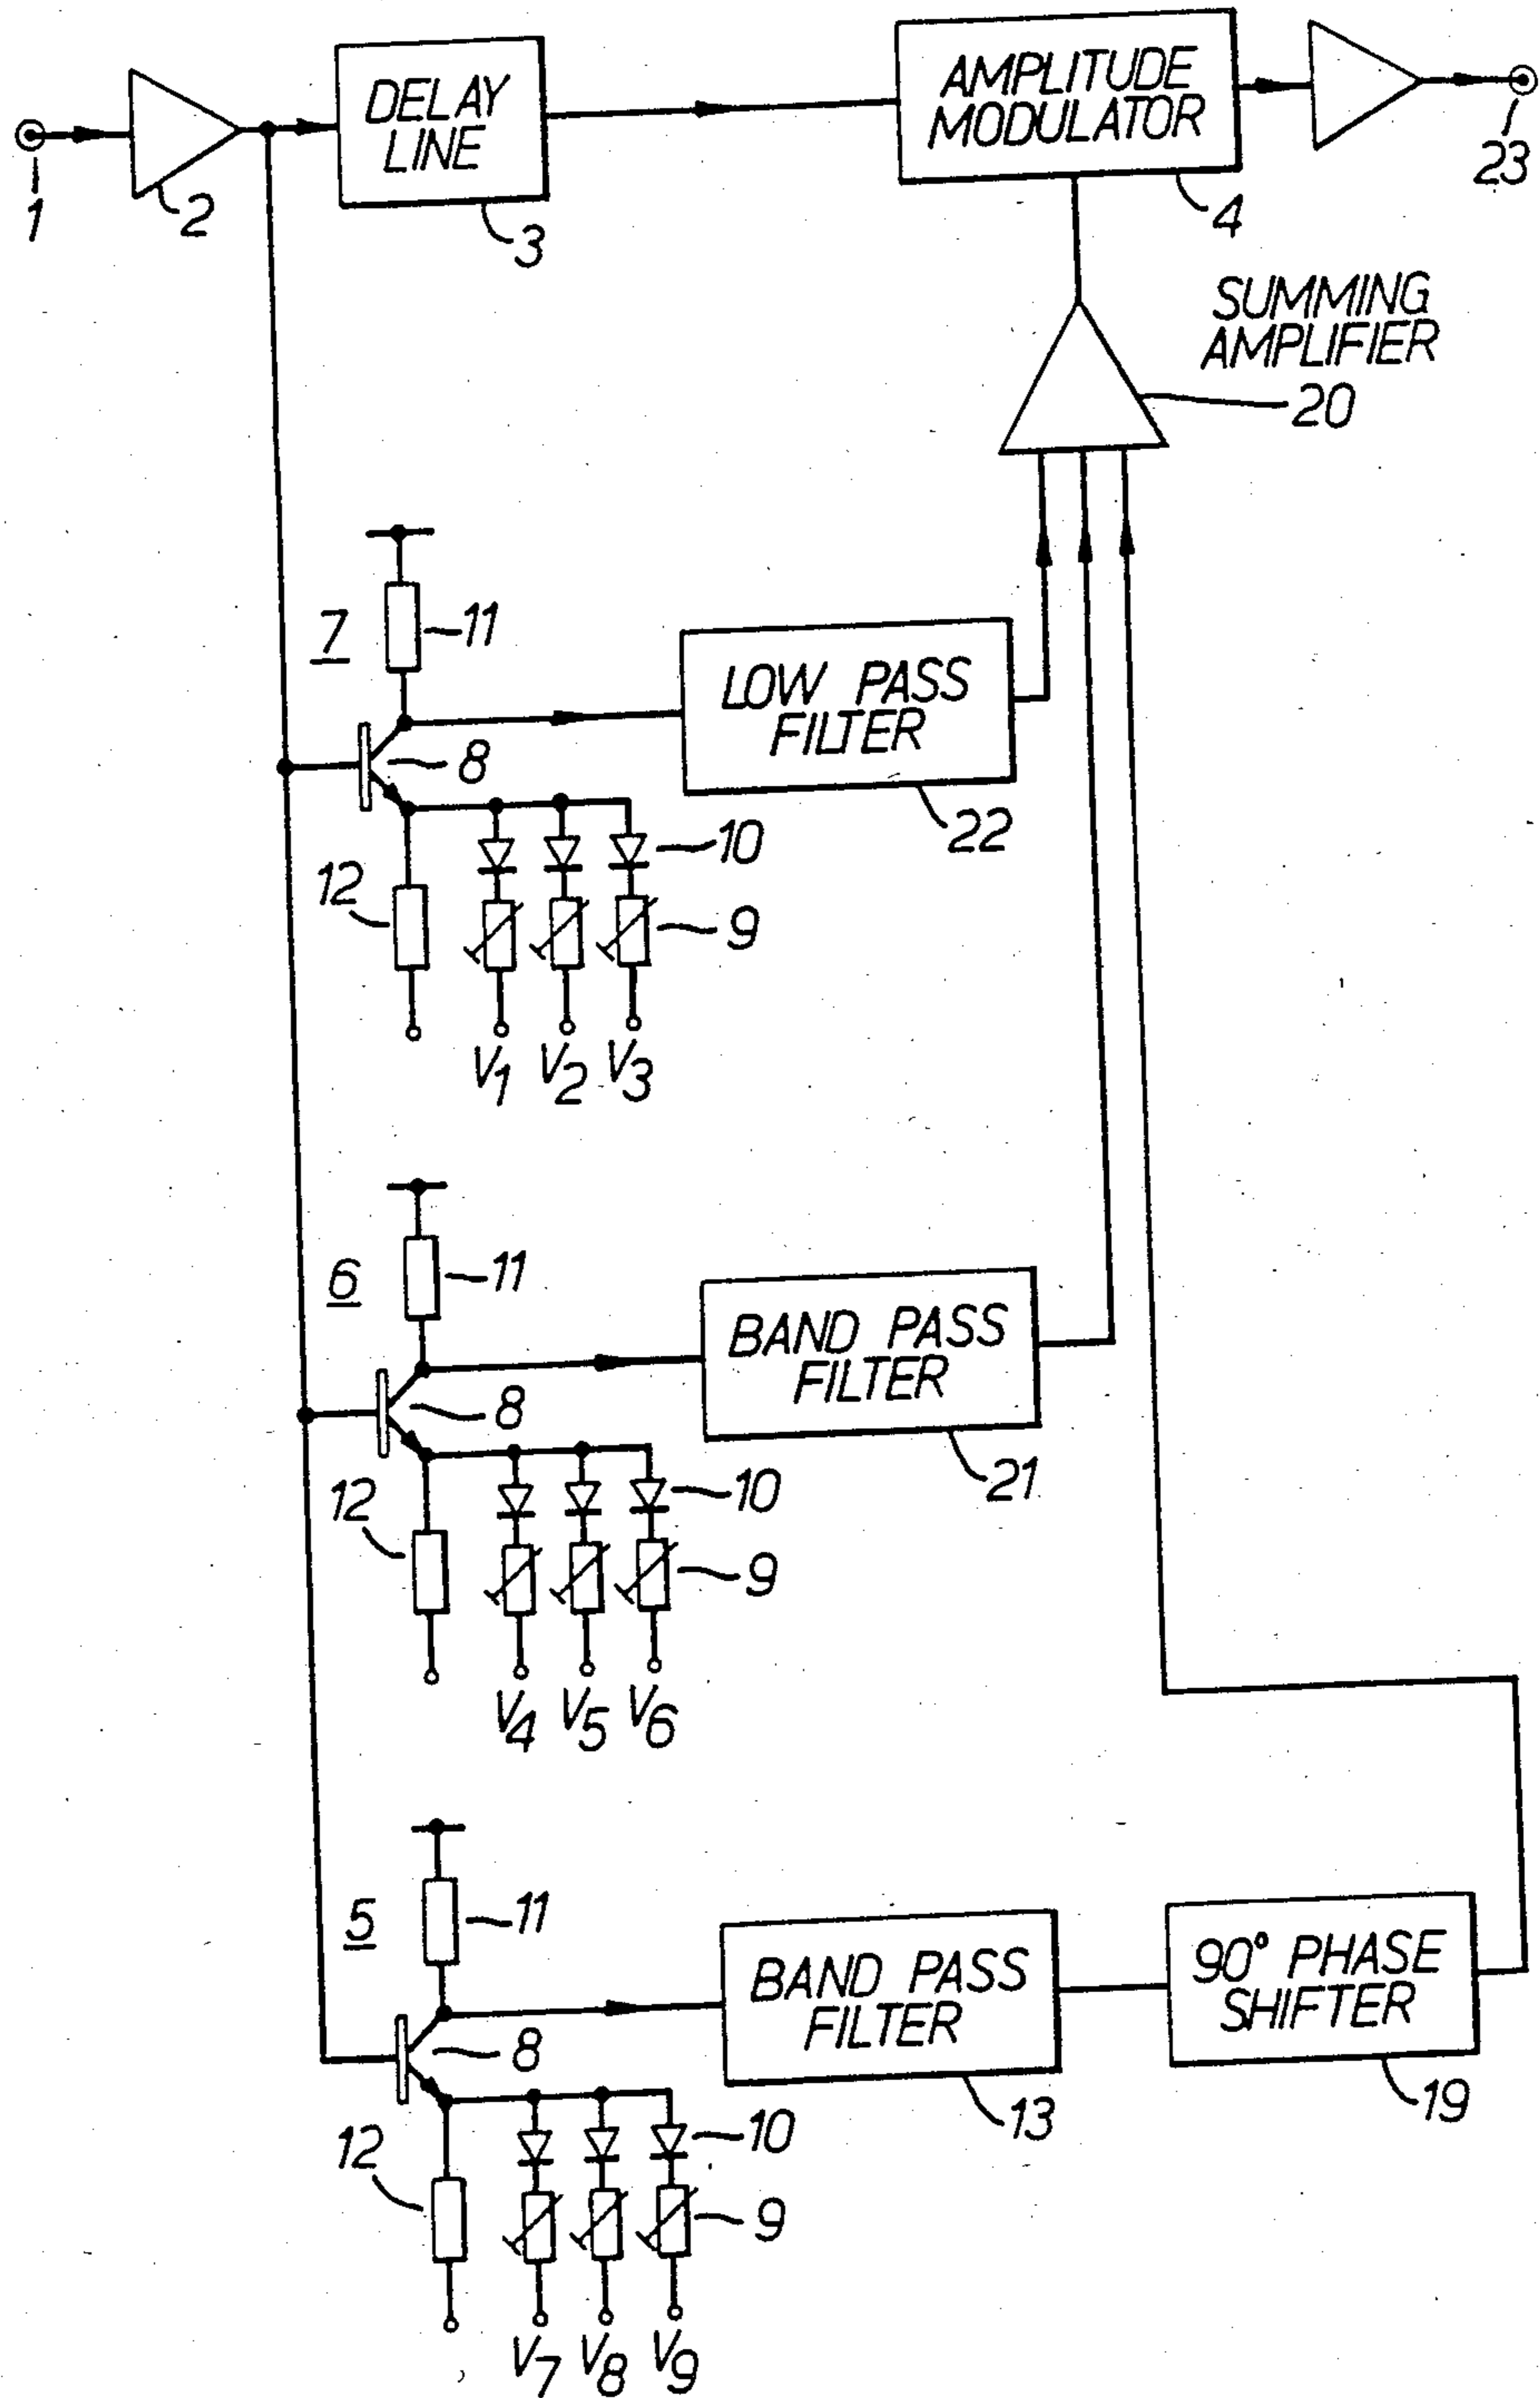 DELAY
LINE
AMPLITUDE
MODULATOR
1
2
3
4
23
SUMMING
AMPLIFIER
20
7
11
LOW PASS
FILTER
8
22
10
12
9
V1 V2 V3
6
11
BAND PASS
FILTER
8
21
10
12
9
V4 V5 V6
5
11
BAND PASS
FILTER
90° PHASE
SHIFTER
8
13
19
10
12
9
V7 V8 V9